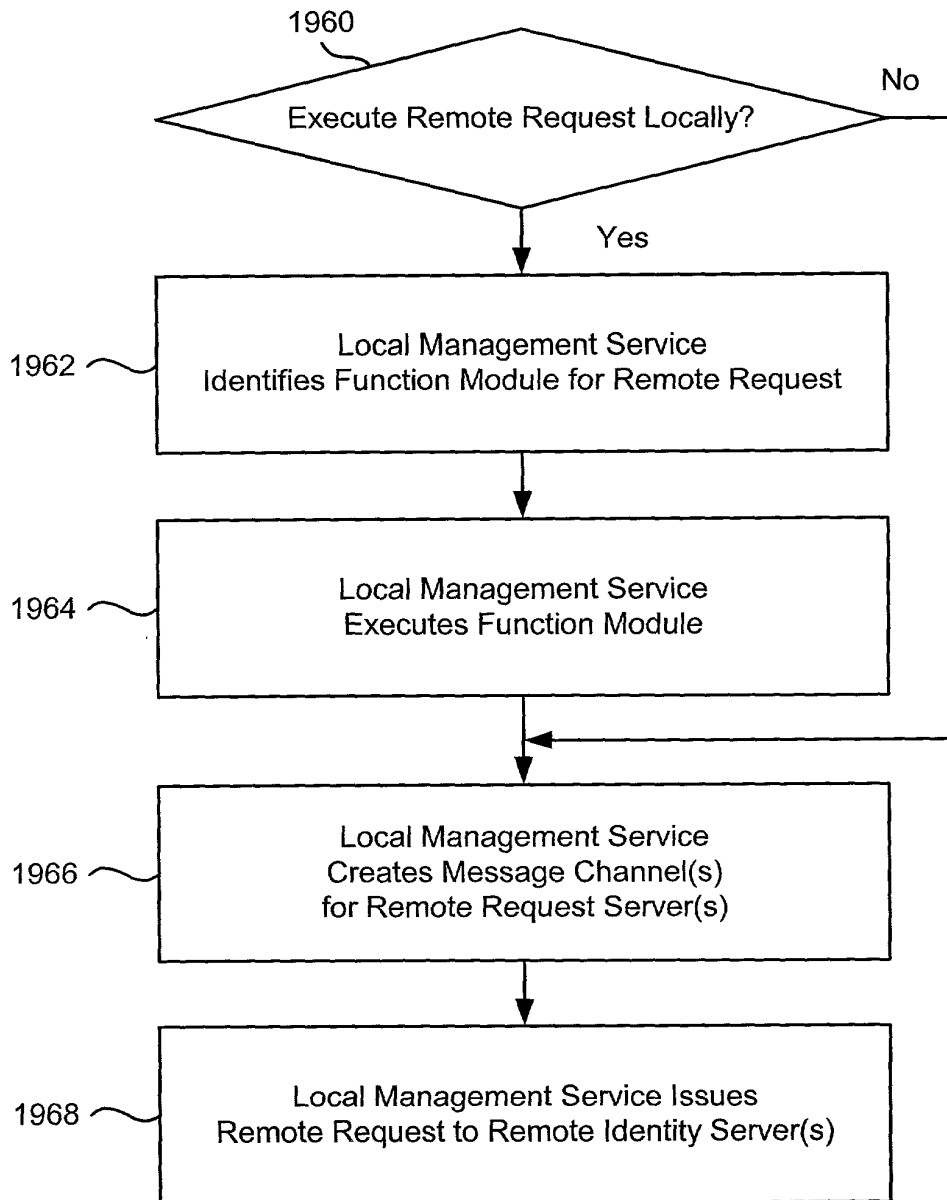 1960
No
Execute Remote Request Locally?
Yes
Local Management Service
1962
Identifies Function Module for Remote Request
Local Management Service
1964
Executes Function Module
Local Management Service
1966
Creates Message Channel(s)
for Remote Request Server(s)
Local Management Service Issues
1968
Remote Request to Remote Identity Server(s)